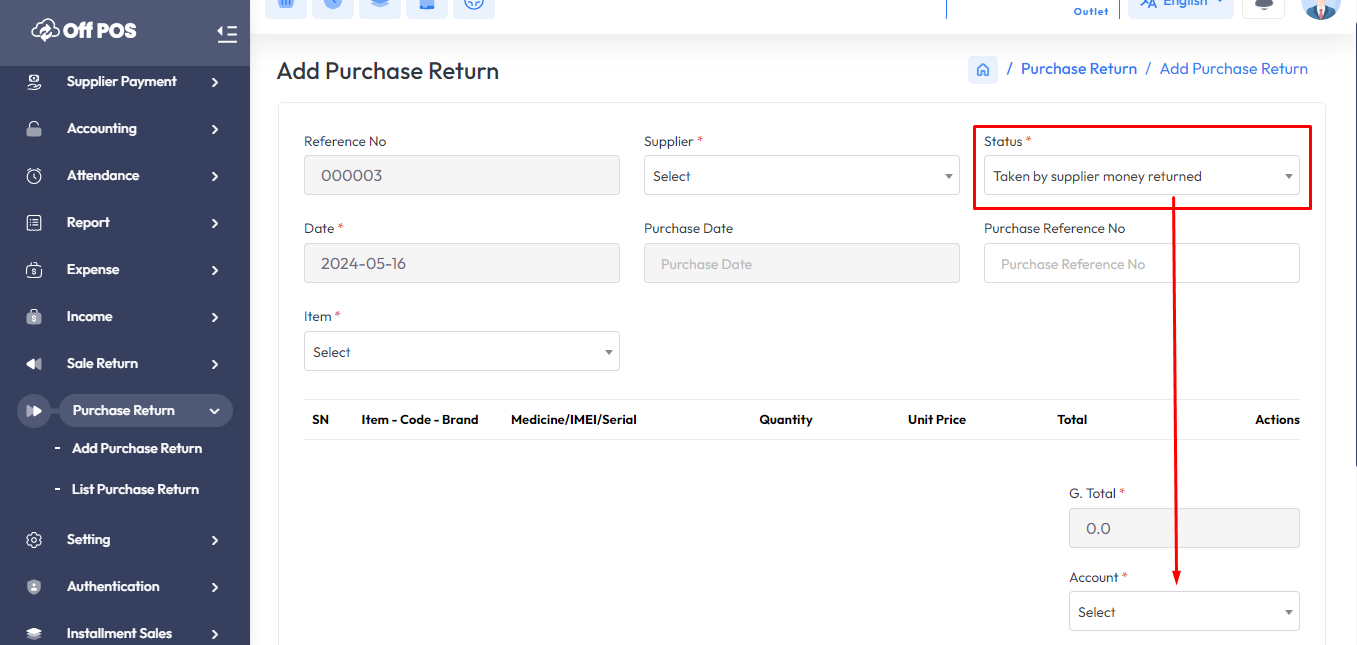 Off POS
Outlet
English
Supplier Payment
Accounting
Attendance
Report
Expense
Income
Sale Return
Purchase Return
- Add Purchase Return
- List Purchase Return
Setting
Authentication
Installment Sales
Add Purchase Return
/ Purchase Return / Add Purchase Return
Reference No
000003
Supplier *
Select
Status *
Taken by supplier money returned
Date *
2024-05-16
Purchase Date
Purchase Date
Purchase Reference No
Purchase Reference No
Item *
Select
SN Item - Code - Brand Medicine/IMEI/Serial Quantity Unit Price Total Actions
G. Total *
0.0
Account *
Select